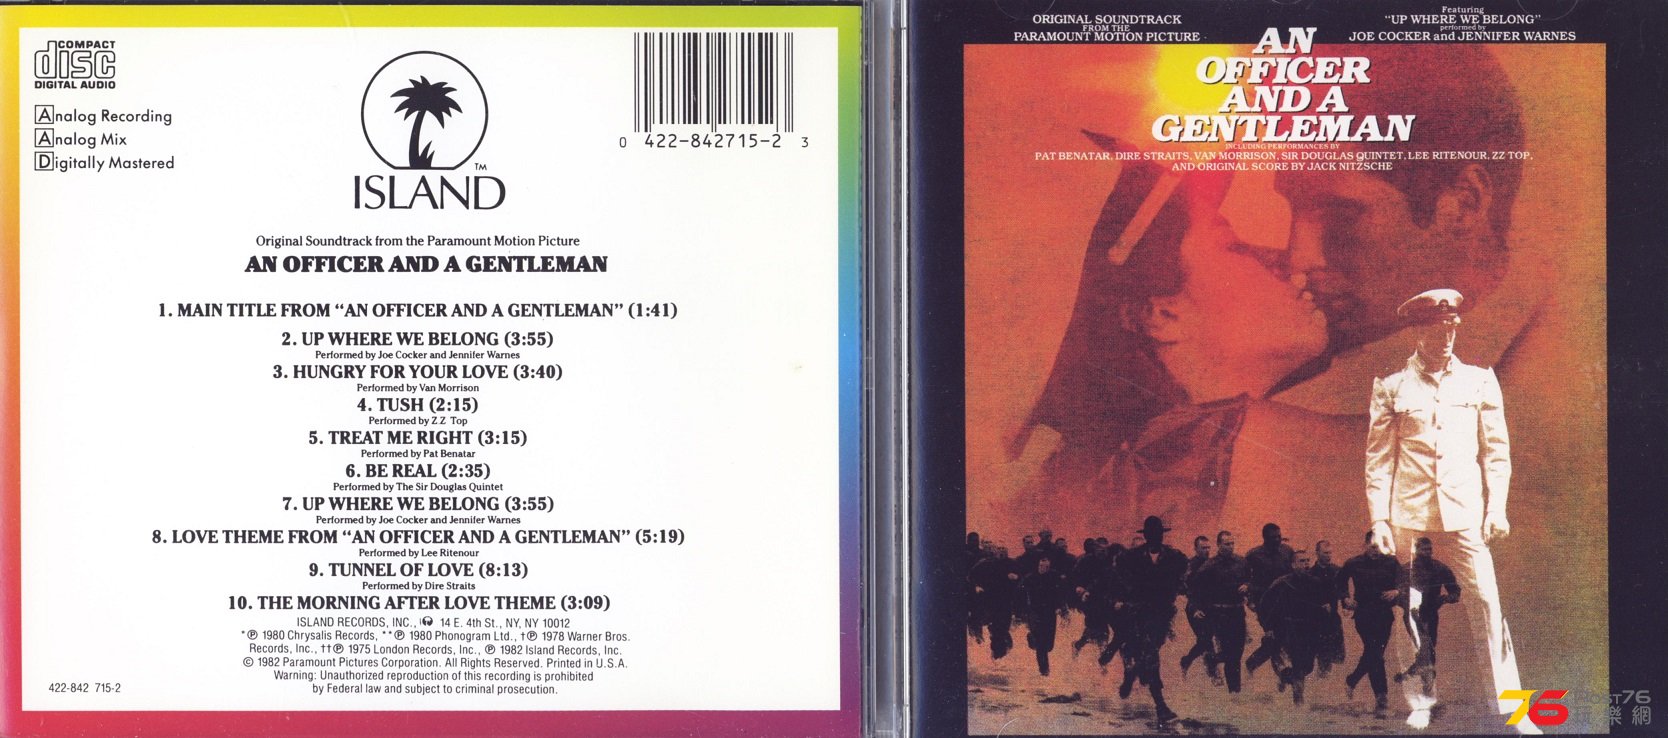 COMPACT
disc
DIGITAL AUDIO
Analog Recording
Analog Mix
Digitally Mastered
TM
ISLAND
0 422-842715-2 3
Original Soundtrack from the Paramount Motion Picture
AN OFFICER AND A GENTLEMAN
1. MAIN TITLE FROM “AN OFFICER AND A GENTLEMAN” (1:41)
2. UP WHERE WE BELONG (3:55)
Performed by Joe Cocker and Jennifer Warnes
3. HUNGRY FOR YOUR LOVE (3:40)
Performed by Van Morrison
4. TUSH (2:15)
Performed by Z Z Top
5. TREAT ME RIGHT (3:15)
Performed by Pat Benatar
6. BE REAL (2:35)
Performed by The Sir Douglas Quintet
7. UP WHERE WE BELONG (3:55)
Performed by Joe Cocker and Jennifer Warnes
8. LOVE THEME FROM “AN OFFICER AND A GENTLEMAN” (5:19)
Performed by Lee Ritenour
9. TUNNEL OF LOVE (8:13)
Performed by Dire Straits
10. THE MORNING AFTER LOVE THEME (3:09)
ISLAND RECORDS, INC., 14 E. 4th St., NY, NY 10012
*℗ 1980 Chrysalis Records, **℗ 1980 Phonogram Ltd., †℗ 1978 Warner Bros.
Records, Inc., ††℗ 1975 London Records, Inc., ℗ 1982 Island Records, Inc.
© 1982 Paramount Pictures Corporation. All Rights Reserved. Printed in U.S.A.
Warning: Unauthorized reproduction of this recording is prohibited
by Federal law and subject to criminal prosecution.
422-842 715-2
ORIGINAL SOUNDTRACK
FROM THE
PARAMOUNT MOTION PICTURE
Featuring
“UP WHERE WE BELONG”
performed by
JOE COCKER and JENNIFER WARNES
AN
OFFICER
AND A
GENTLEMAN
INCLUDING PERFORMANCES BY
PAT BENATAR, DIRE STRAITS, VAN MORRISON, SIR DOUGLAS QUINTET, LEE RITENOUR, ZZ TOP,
AND ORIGINAL SCORE BY JACK NITZSCHE
76 POST76
樂網